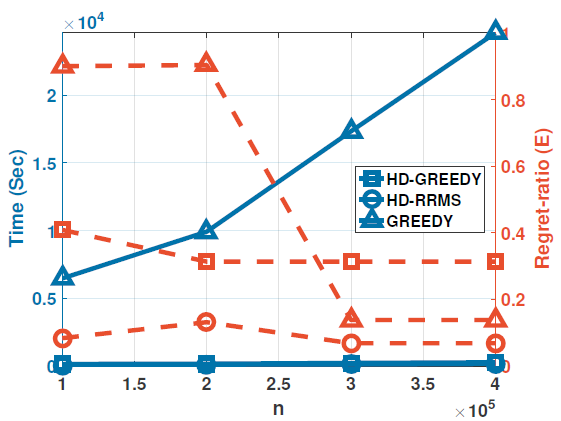 × 10⁴
2
1.5
1
0.5
0
Time (Sec)
1
0.8
0.6
0.4
0.2
0
Regret-ratio (E)
HD-GREEDY
HD-RRMS
GREEDY
1 1.5 2 2.5 3 3.5 4
n
× 10⁵